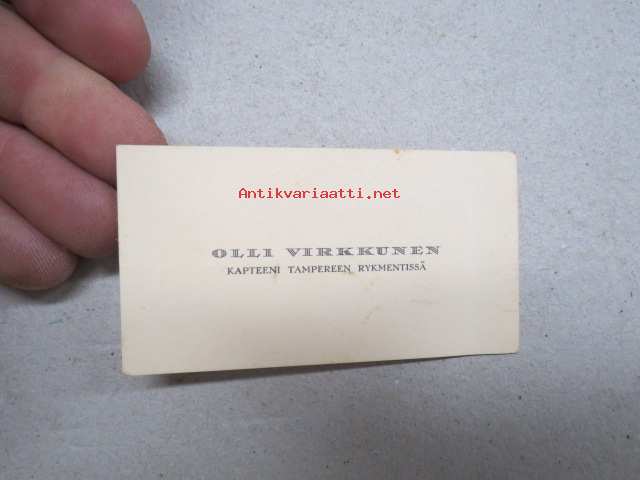 Antikvariaatti.net
OLLI VIRKKUNEN
KAPTEENI TAMPEREEN RYKMENTISSÄ